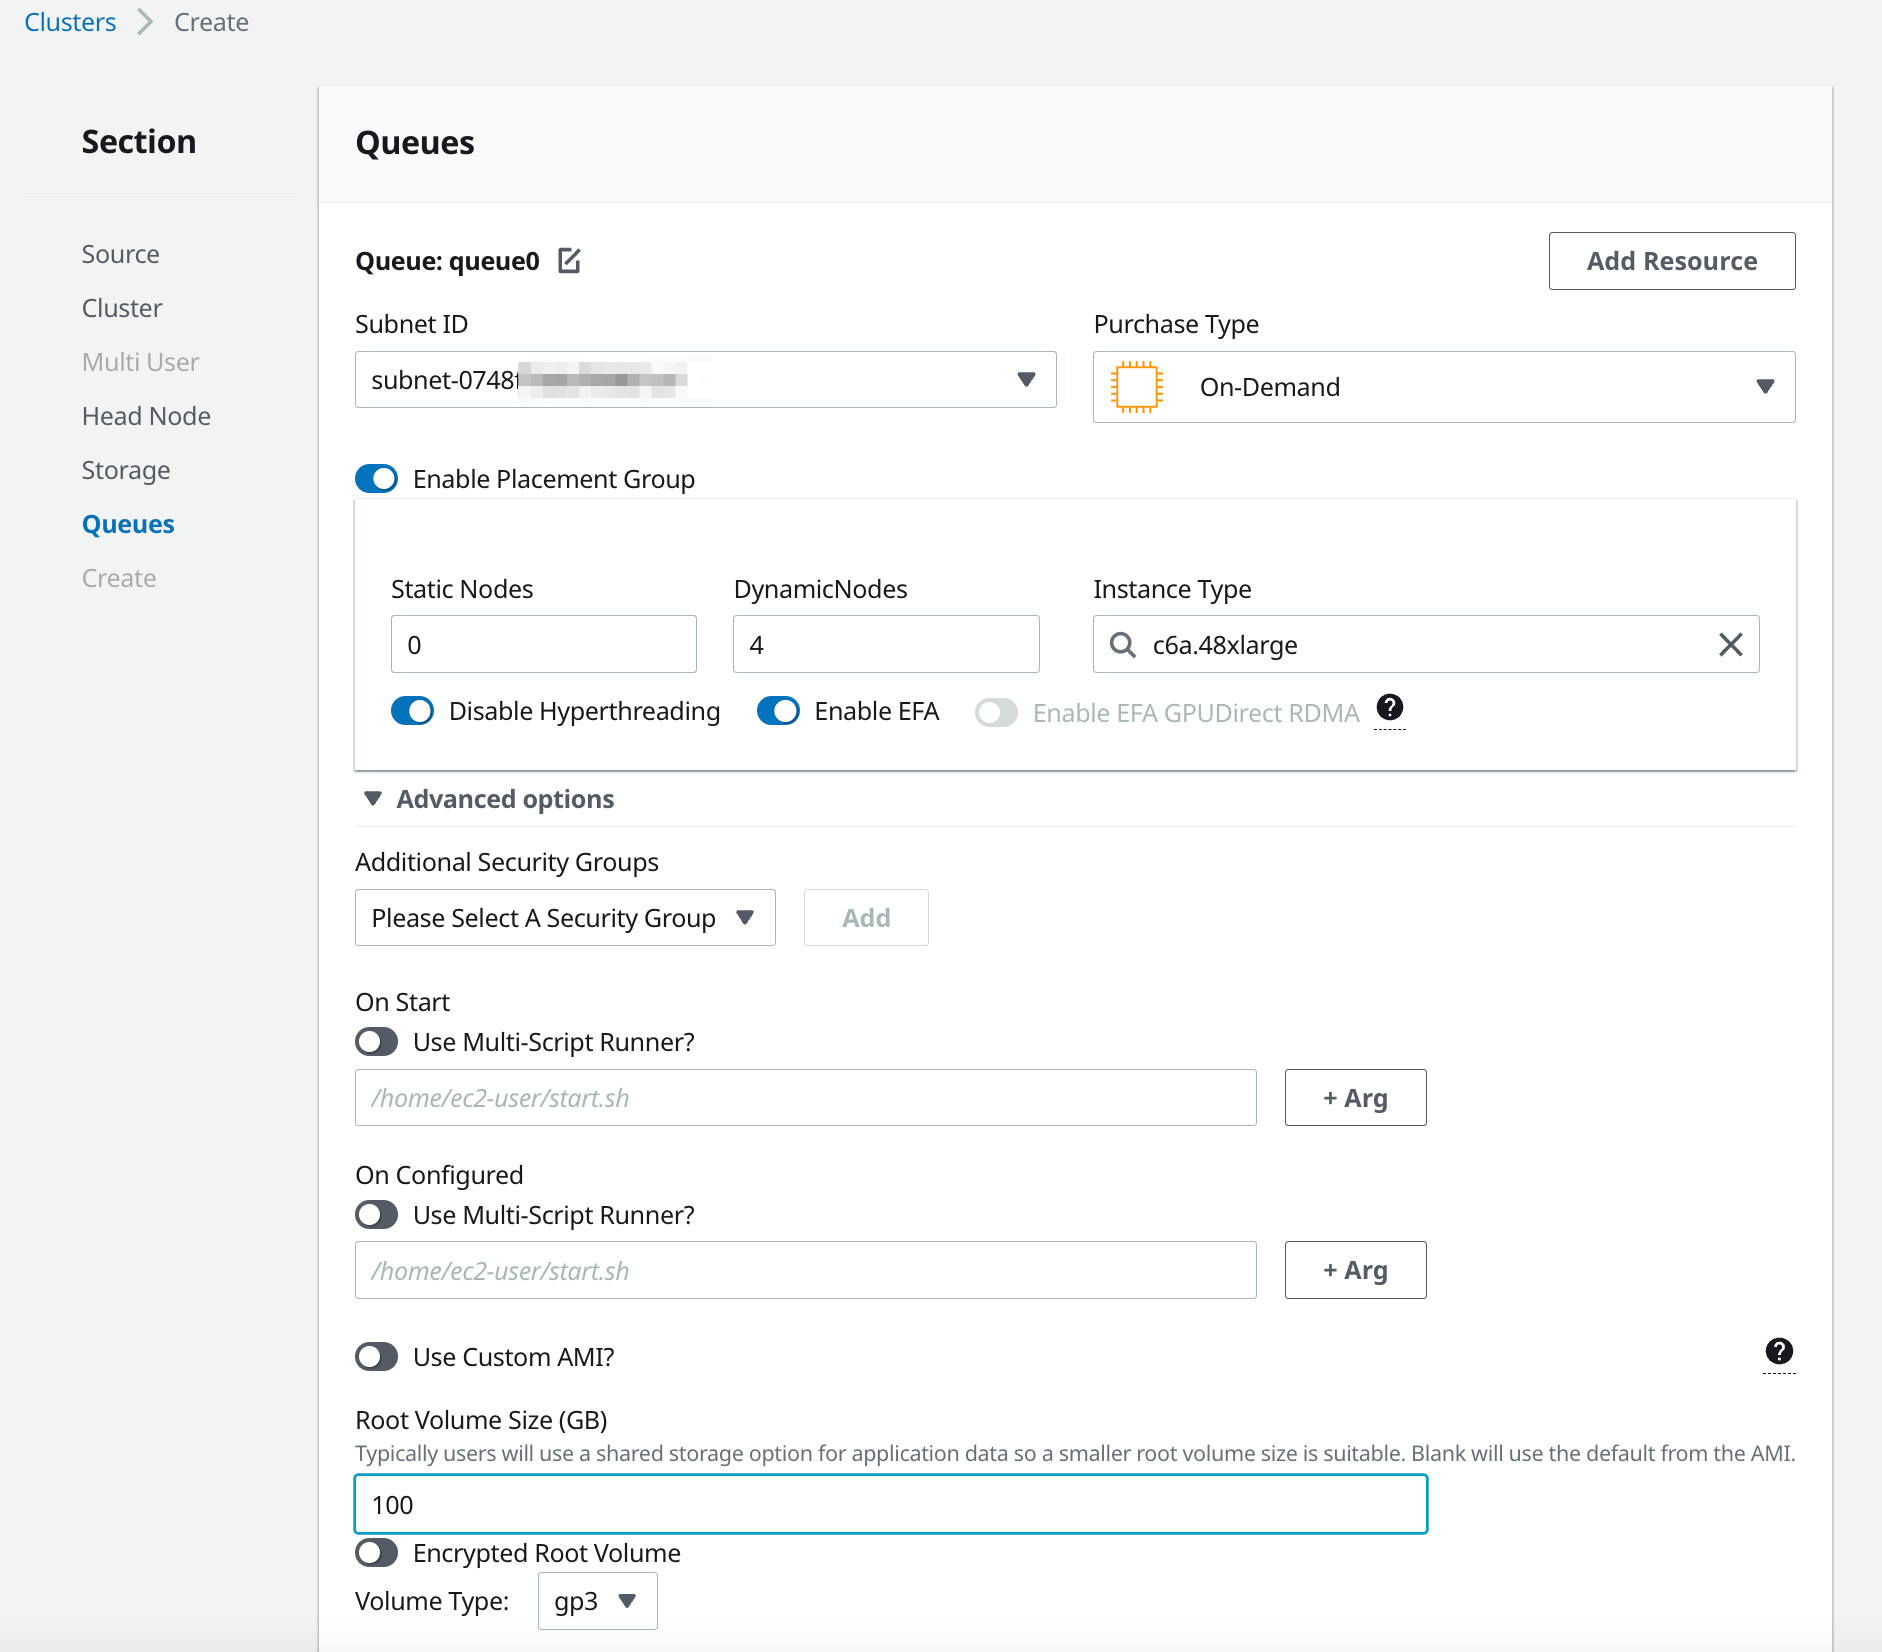 Clusters Create
Section
Source
Cluster
Multi User
Head Node
Storage
Queues
Create
Queues
Queue: queue0
Add Resource
Subnet ID
Purchase Type
subnet-0748
On-Demand
Enable Placement Group
Static Nodes
DynamicNodes
Instance Type
0
4
c6a.48xlarge
Disable Hyperthreading
Enable EFA
Enable EFA GPUDirect RDMA
Advanced options
Additional Security Groups
Please Select A Security Group
Add
On Start
Use Multi-Script Runner?
/home/ec2-user/start.sh
+ Arg
On Configured
Use Multi-Script Runner?
/home/ec2-user/start.sh
+ Arg
Use Custom AMI?
Root Volume Size (GB)
Typically users will use a shared storage option for application data so a smaller root volume size is suitable. Blank will use the default from the AMI.
100
Encrypted Root Volume
Volume Type:
gp3